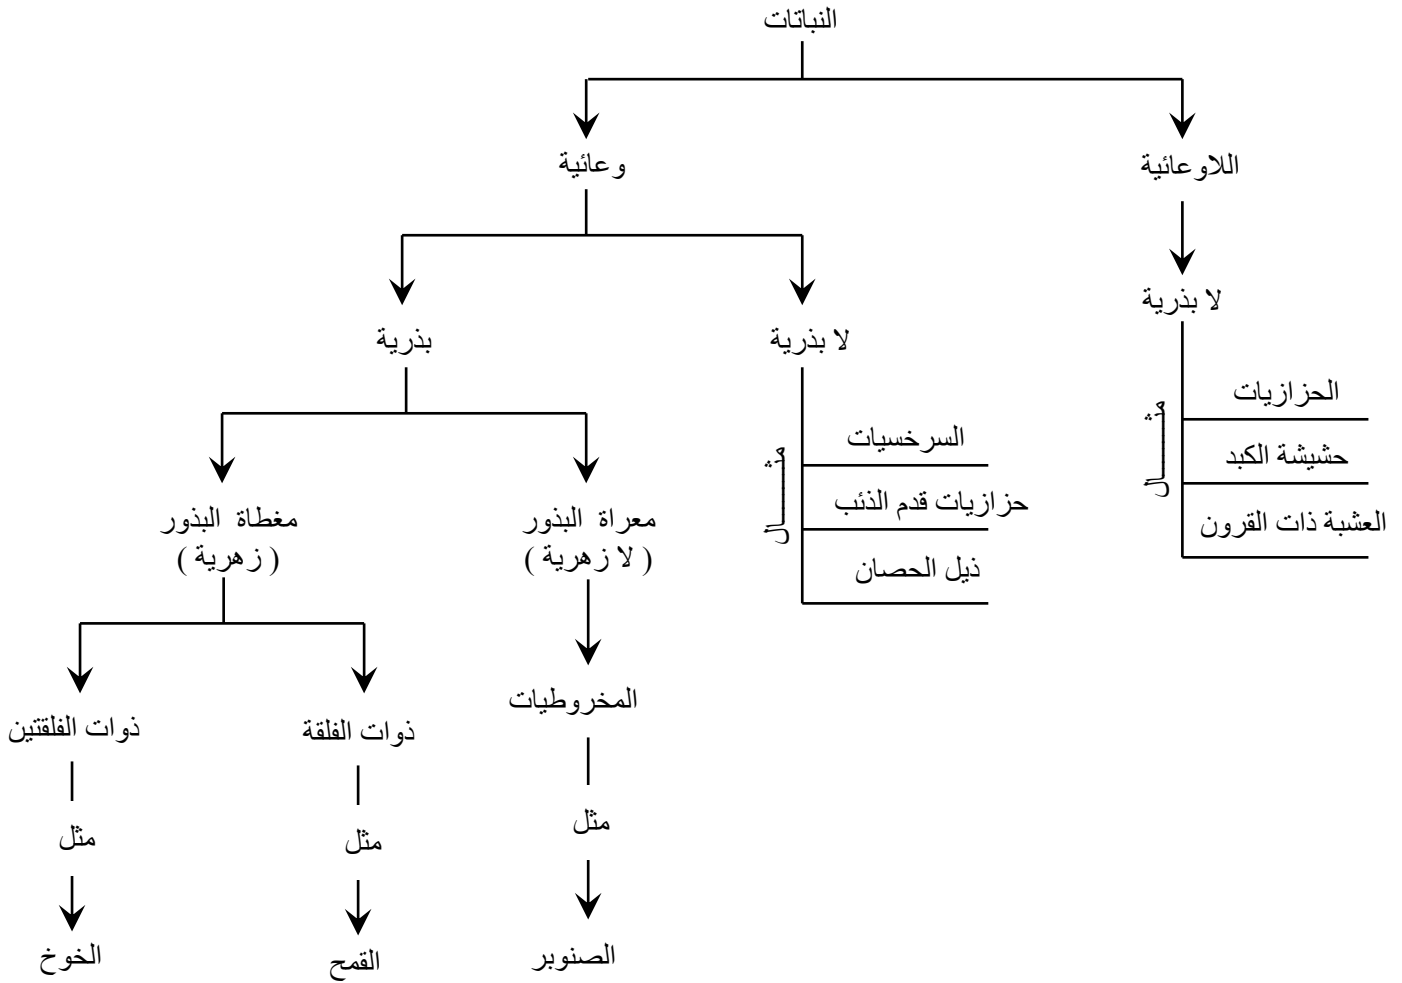 النباتات
اللاوعائية
وعائية
لا بذرية
لا بذرية
بذرية
مثـــــال
الحزازيات
حشيشة الكبد
العشبة ذات القرون
مثـــــال
السرخسيات
حزازيات قدم الذئب
ذيل الحصان
معراة البذور
( لا زهرية )
مغطاة البذور
( زهرية )
المخروطيات
ذوات الفلقة
ذوات الفلقتين
مثل
مثل
مثل
الصنوبر
القمح
الخوخ